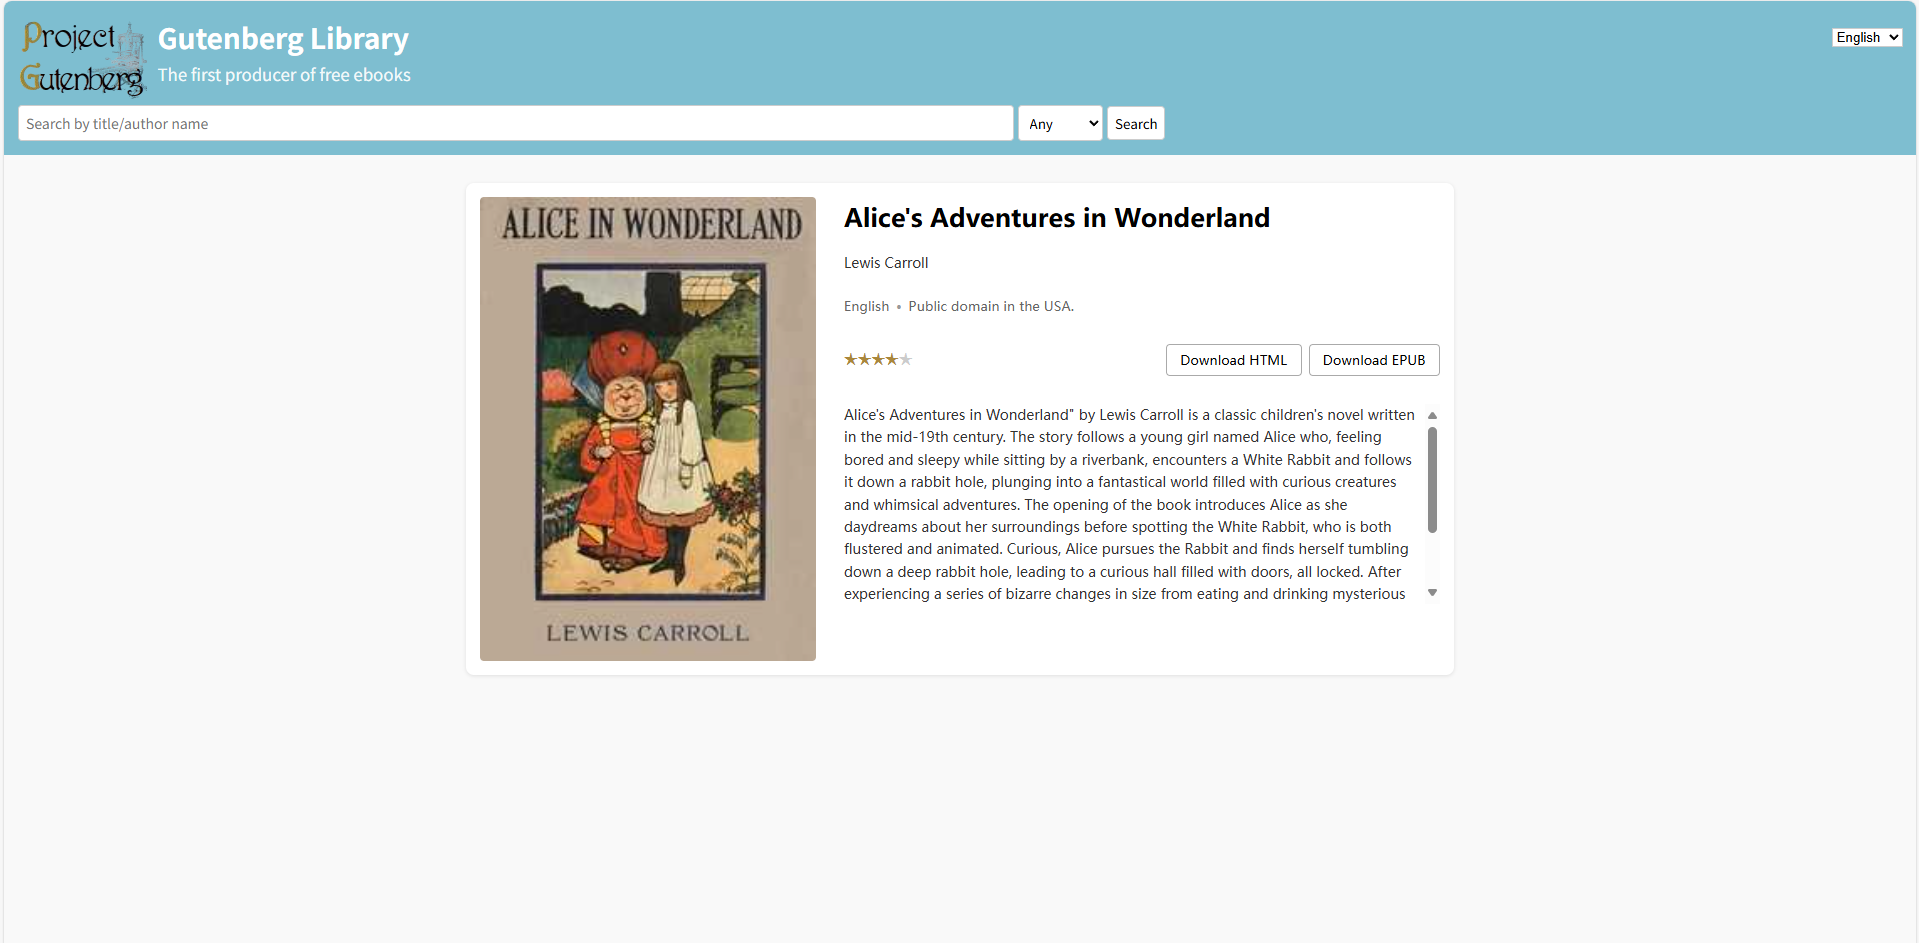 Project
Gutenberg
Gutenberg Library
The first producer of free ebooks
English
Search by title/author name
Any
Search
ALICE IN WONDERLAND
LEWIS CARROLL
Alice's Adventures in Wonderland
Lewis Carroll
English • Public domain in the USA.
Download HTML
Download EPUB
Alice's Adventures in Wonderland" by Lewis Carroll is a classic children's novel written
in the mid-19th century. The story follows a young girl named Alice who, feeling
bored and sleepy while sitting by a riverbank, encounters a White Rabbit and follows
it down a rabbit hole, plunging into a fantastical world filled with curious creatures
and whimsical adventures. The opening of the book introduces Alice as she
daydreams about her surroundings before spotting the White Rabbit, who is both
flustered and animated. Curious, Alice pursues the Rabbit and finds herself tumbling
down a deep rabbit hole, leading to a curious hall filled with doors, all locked. After
experiencing a series of bizarre changes in size from eating and drinking mysterious